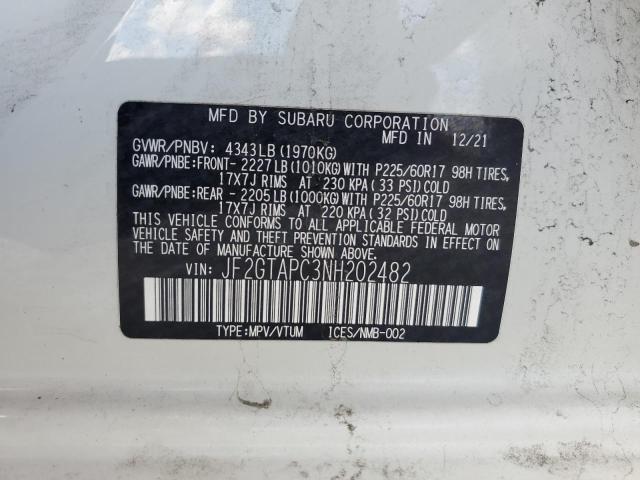 MFD BY SUBARU CORPORATION
MFD IN 12/21
GVWR/PNBV: 4343LB(1970KG)
GAWR/PNBE:FRONT- 2227LB(1010KG)WITH P225/60R17 98H TIRES,
17X7J RIMS AT 230 KPA( 33 PSI)COLD
GAWR/PNBE:REAR - 2205LB(1000KG)WITH P225/60R17 98H TIRES,
17X7J RIMS AT 220 KPA( 32 PSI)COLD
THIS VEHICLE CONFORMS TO ALL APPLICABLE FEDERAL MOTOR
VEHICLE SAFETY AND THEFT PREVENTION STANDARDS IN EFFECT ON
THE DATE OF MANUFACTURE SHOWN ABOVE.
VIN: JF2GTAPC3NH202482
TYPE:MPV/VTUM ICES/NMB-002